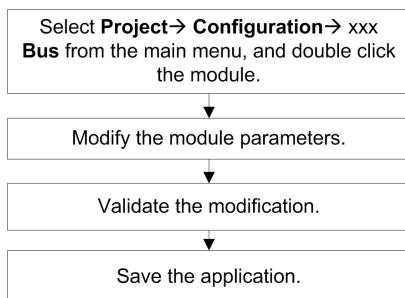 Select Project→ Configuration→ xxx
Bus from the main menu, and double click
the module.
Modify the module parameters.
Validate the modification.
Save the application.